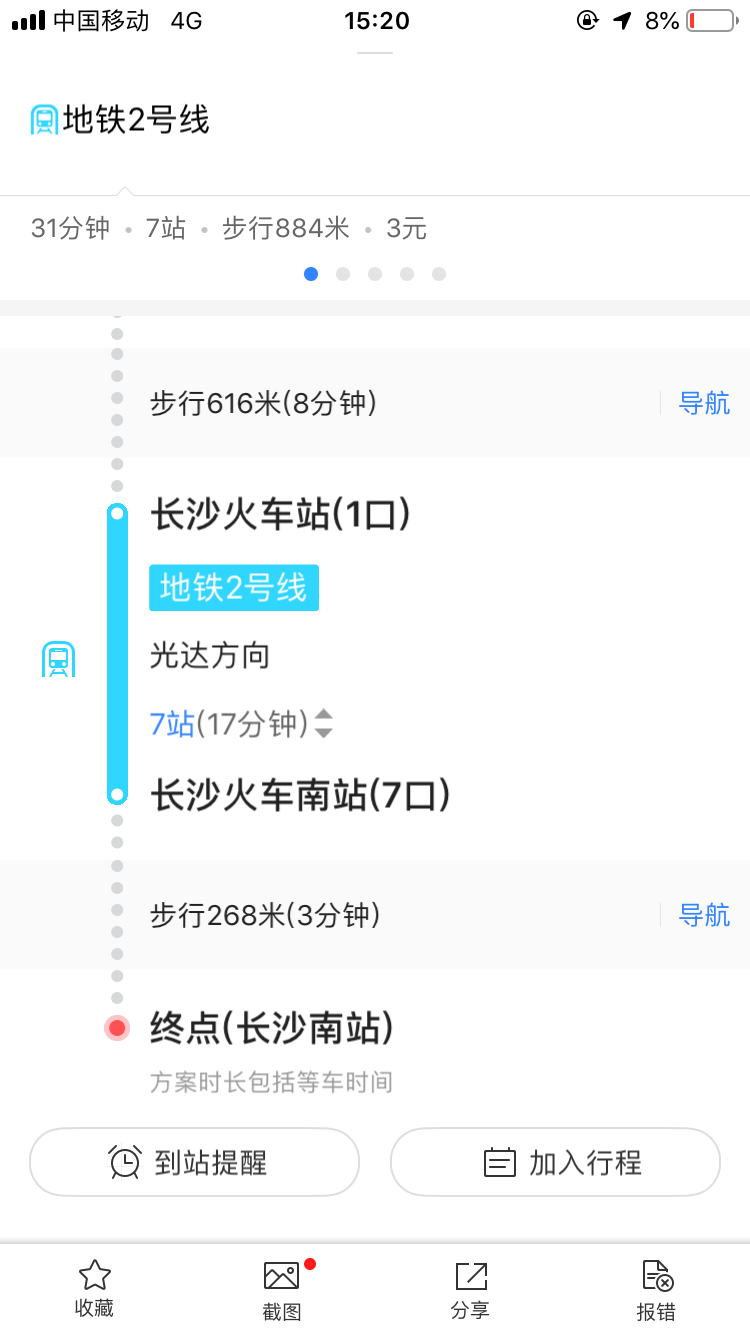 中国移动 4G 15:20 8%
地铁2号线
31分钟 · 7站 · 步行884米 · 3元
步行616米(8分钟) 导航
长沙火车站(1口)
地铁2号线
光达方向
7站(17分钟)
长沙火车南站(7口)
步行268米(3分钟) 导航
终点(长沙南站)
方案时长包括等车时间
到站提醒 加入行程
收藏 截图 分享 报错